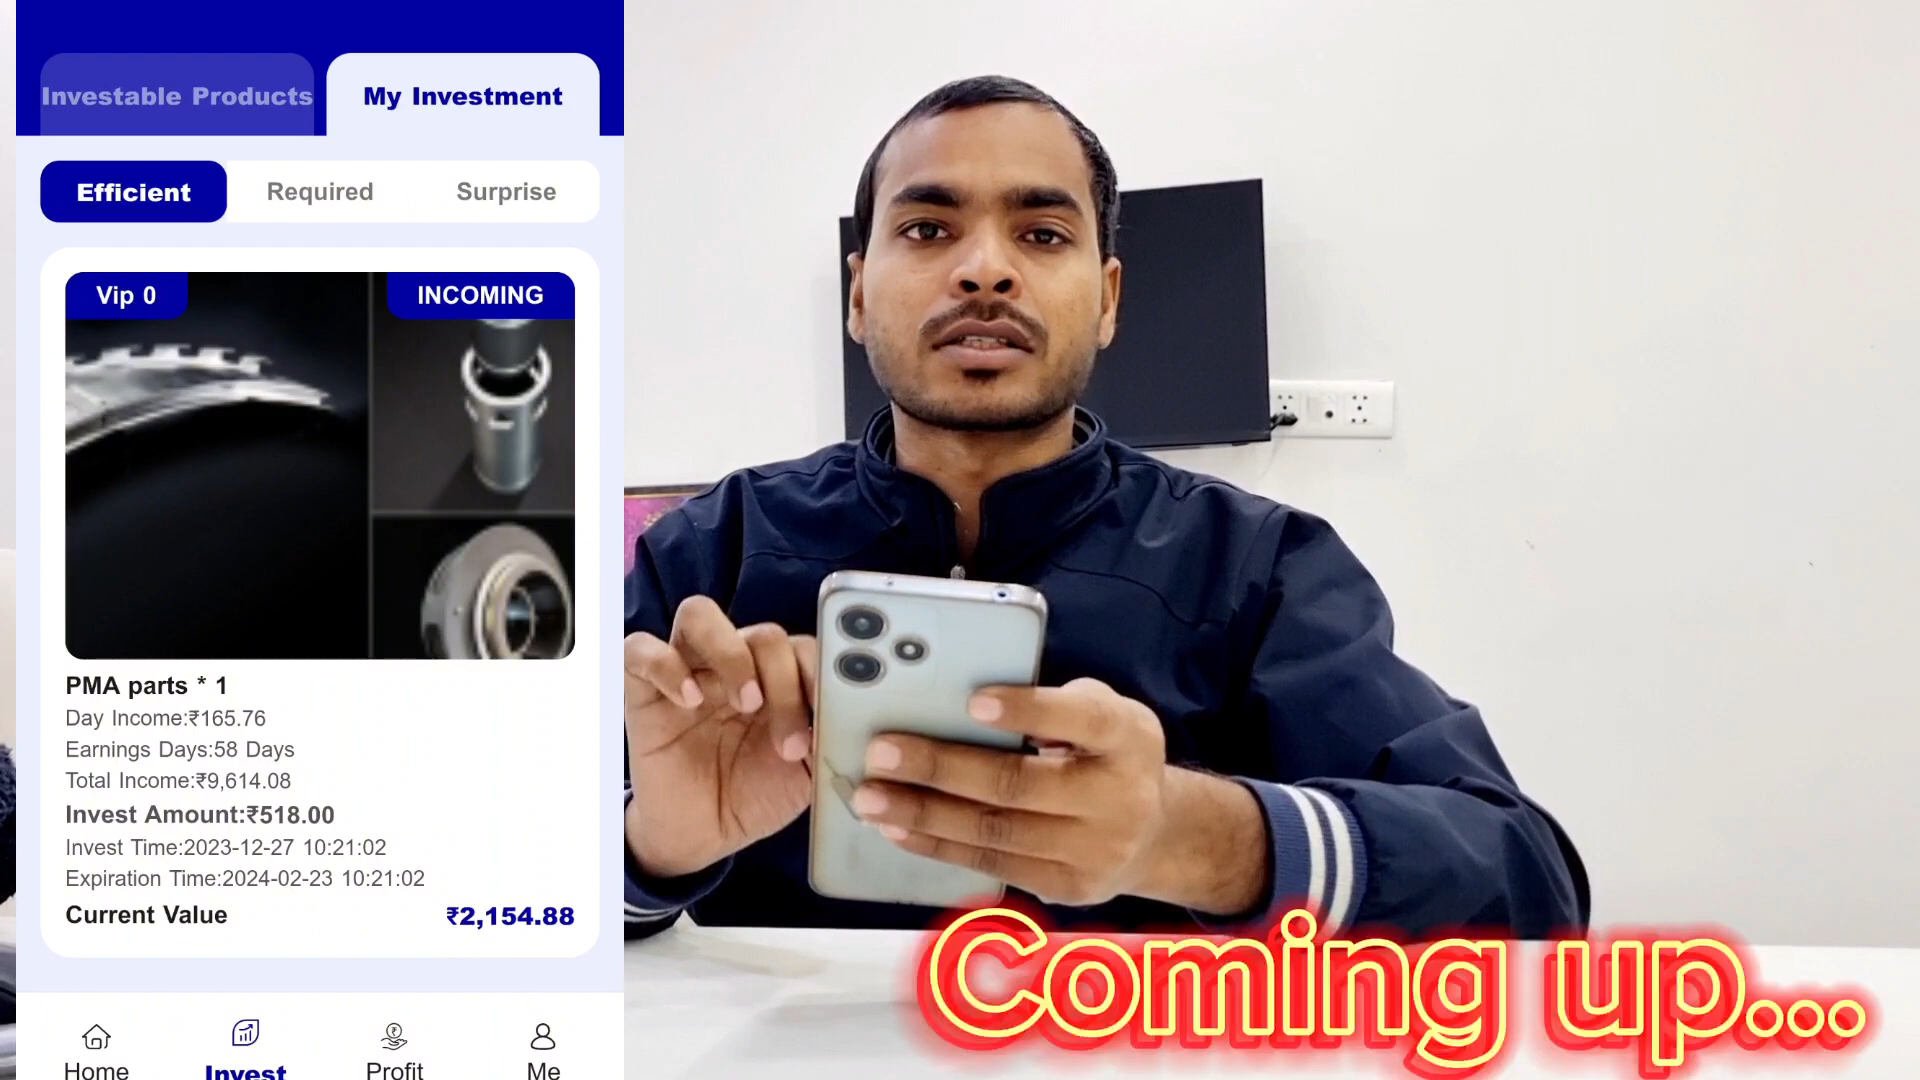 Investable Products
My Investment
Efficient
Required
Surprise
Vip 0
INCOMING
PMA parts * 1
Day Income:₹165.76
Earnings Days:58 Days
Total Income:₹9,614.08
Invest Amount:₹518.00
Invest Time:2023-12-27 10:21:02
Expiration Time:2024-02-23 10:21:02
Current Value
₹2,154.88
Home
Invest
Profit
Me
Coming up...